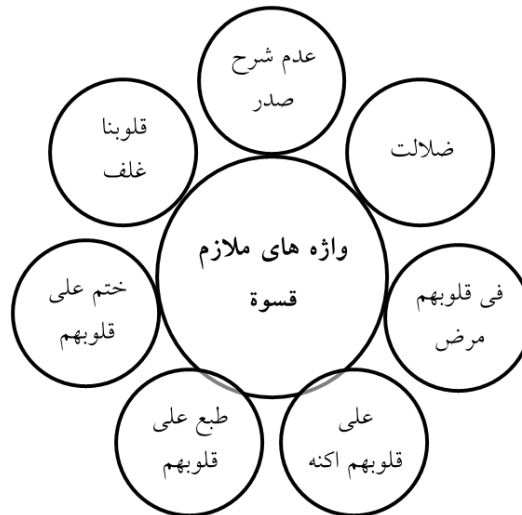 عدم شرح
صدر
ضلالت
فی قلوبهم
مرض
علی
قلوبهم اکنه
طبع علی
قلوبهم
ختم علی
قلوبهم
قلوبنا
غلف
واژه های ملازم
قسوة